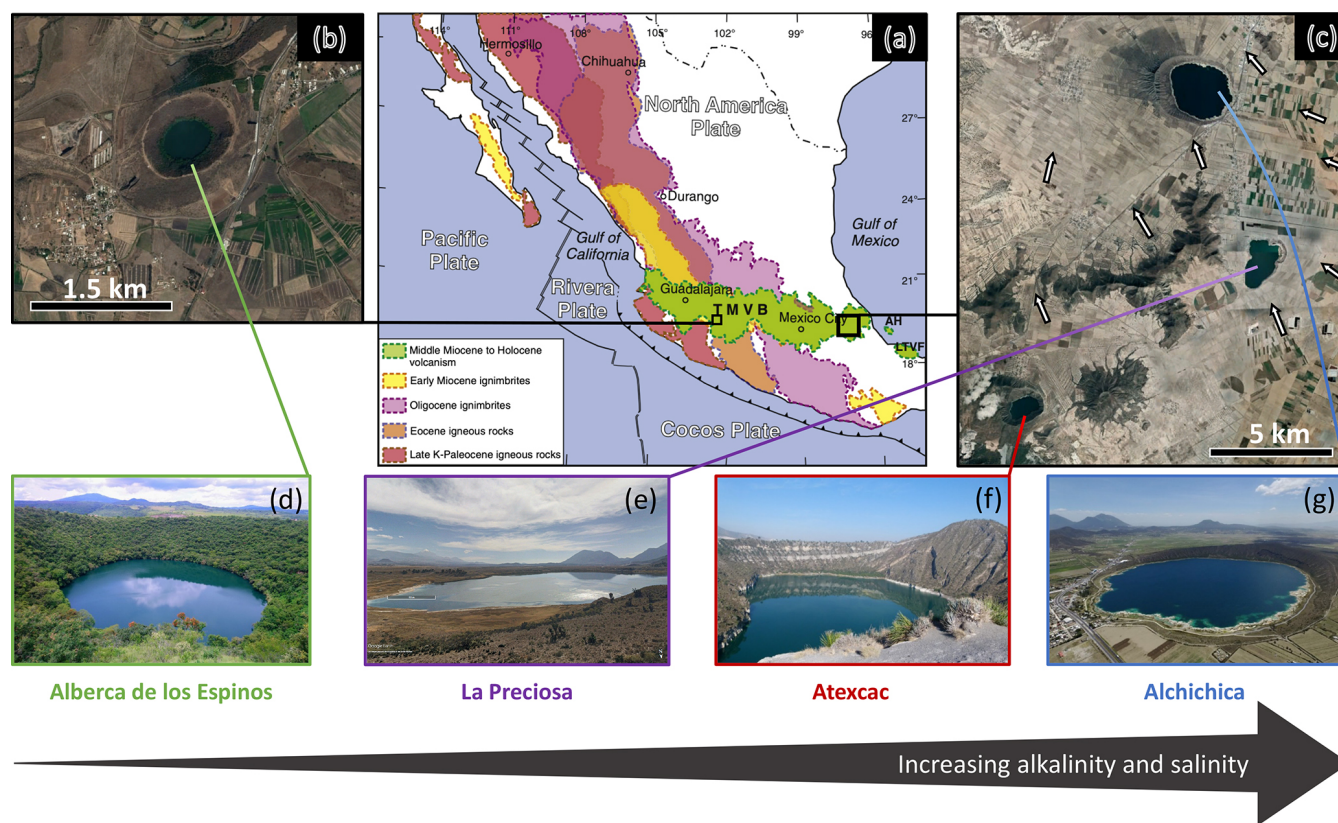 (b)
1.5 km
(a)
114°
111°
108°
105°
102°
99°
96
Hermosillo
Chihuahua
North America
Plate
27°
Durango
24°
Gulf of
California
Gulf of
Mexico
Pacific
Plate
21°
Rivera
Plate
Guadalajara
T M V B
Mexico City
AH
LTVF
18°
Cocos Plate
Middle Miocene to Holocene
volcanism
Early Miocene ignimbrites
Oligocene ignimbrites
Eocene igneous rocks
Late K-Paleocene igneous rocks
(c)
5 km
(d)
(e)
(f)
(g)
Alberca de los Espinos
La Preciosa
Atexcac
Alchichica
Increasing alkalinity and salinity